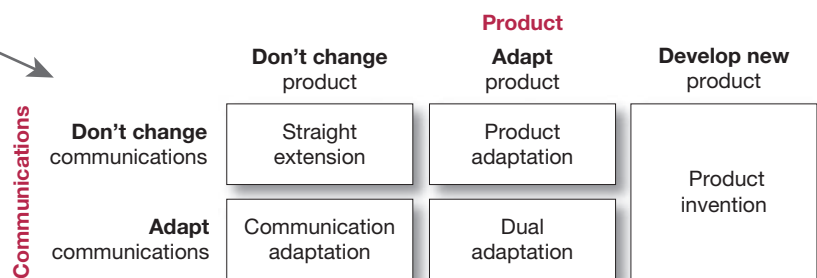 Product
Don't change
product
Adapt
product
Develop new
product
Communications
Don't change
communications
Straight
extension
Product
adaptation
Product
invention
Adapt
communications
Communication
adaptation
Dual
adaptation